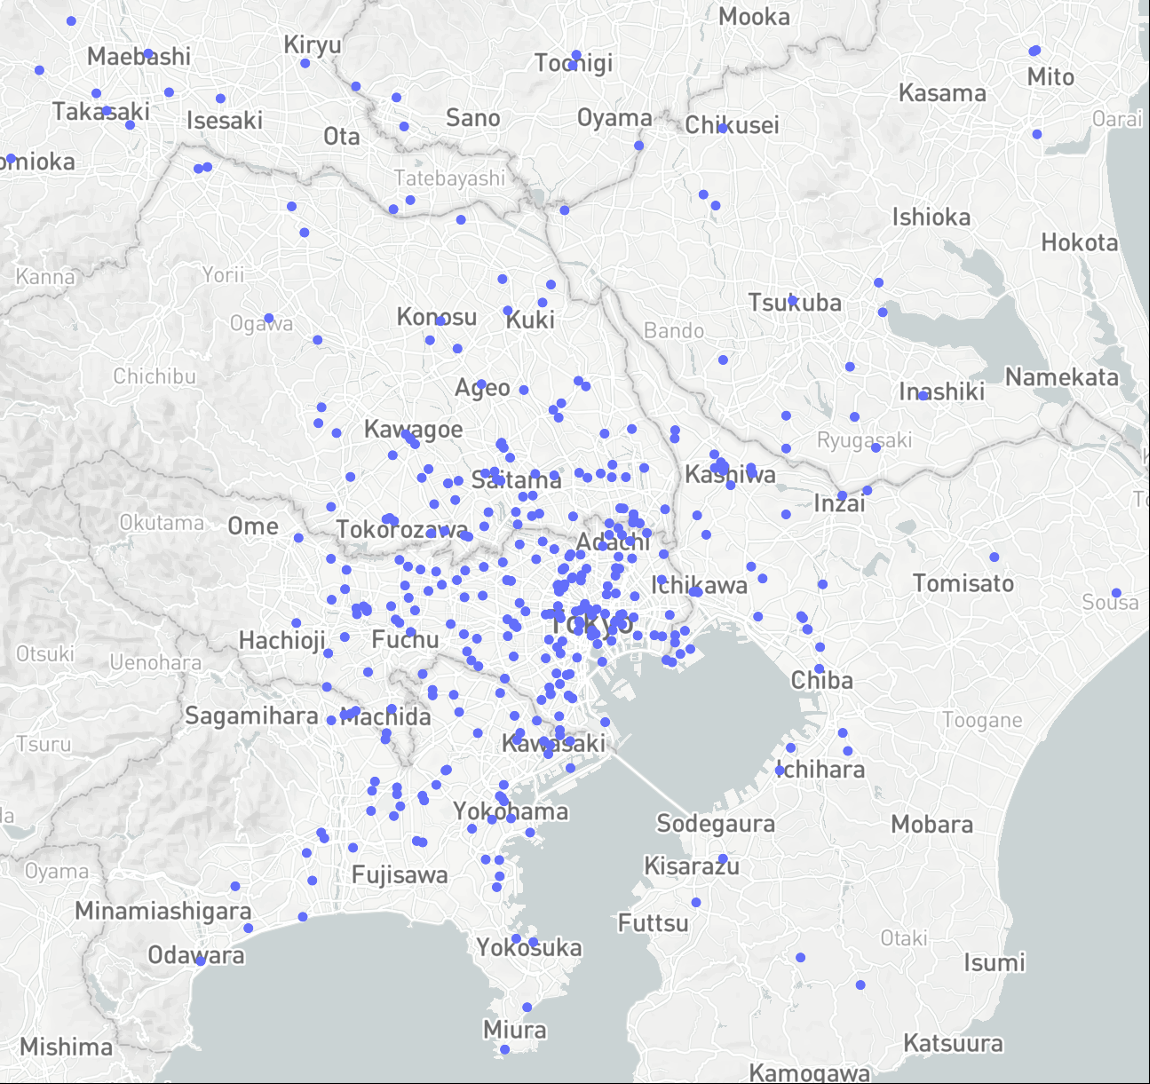 Mooka
Kiryu
Maebashi
Tochigi
Mito
Kasama
Takasaki
Isesaki
Sano
Oyama
Chikusei
Oarai
Ota
omioka
Tatebayashi
Ishioka
Hokota
Kanna
Yorii
Tsukuba
Ogawa
Konosu
Kuki
Bando
Chichibu
Ageo
Inashiki
Namekata
Kawagoe
Ryugasaki
Saitama
Kashiwa
Inzai
To
Okutama
Ome
Tokorozawa
Adachi
Ichikawa
Tomisato
Sousa
Tokyo
Hachioji
Fuchu
Otsuki
Uenohara
Chiba
Sagamihara
Machida
Toogane
Tsuru
Kawasaki
Ichihara
da
Yokohama
Sodegaura
Mobara
Oyama
Fujisawa
Kisarazu
Minamiashigara
Futtsu
Otaki
Odawara
Yokosuka
Isumi
Miura
Mishima
Katsuura
Kamogawa